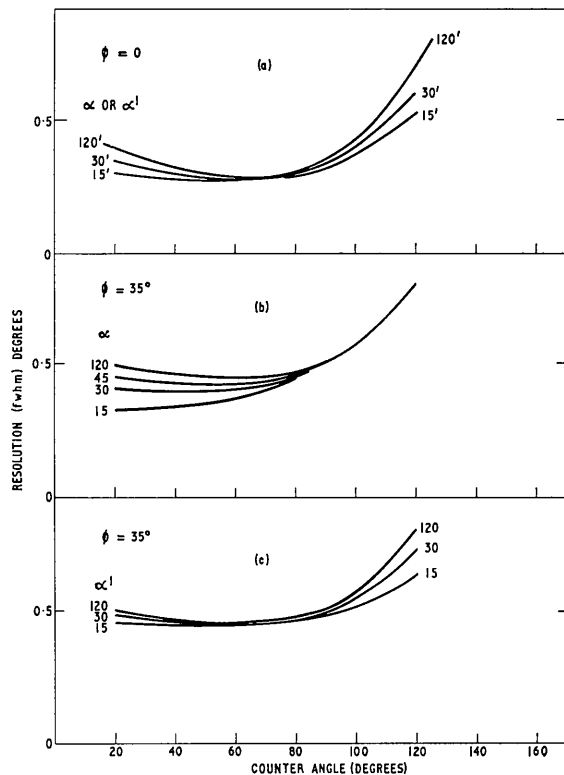 ϕ = 0
(a)
α OR α'
120'
30'
15'
120'
30'
15'
0·5
0
ϕ = 35°
(b)
α
120
45
30
15
0·5
0
ϕ = 35°
(c)
α'
120
30
15
120
30
15
0·5
0
20 40 60 80 100 120 140 160
COUNTER ANGLE (DEGREES)
RESOLUTION (fwhm) DEGREES